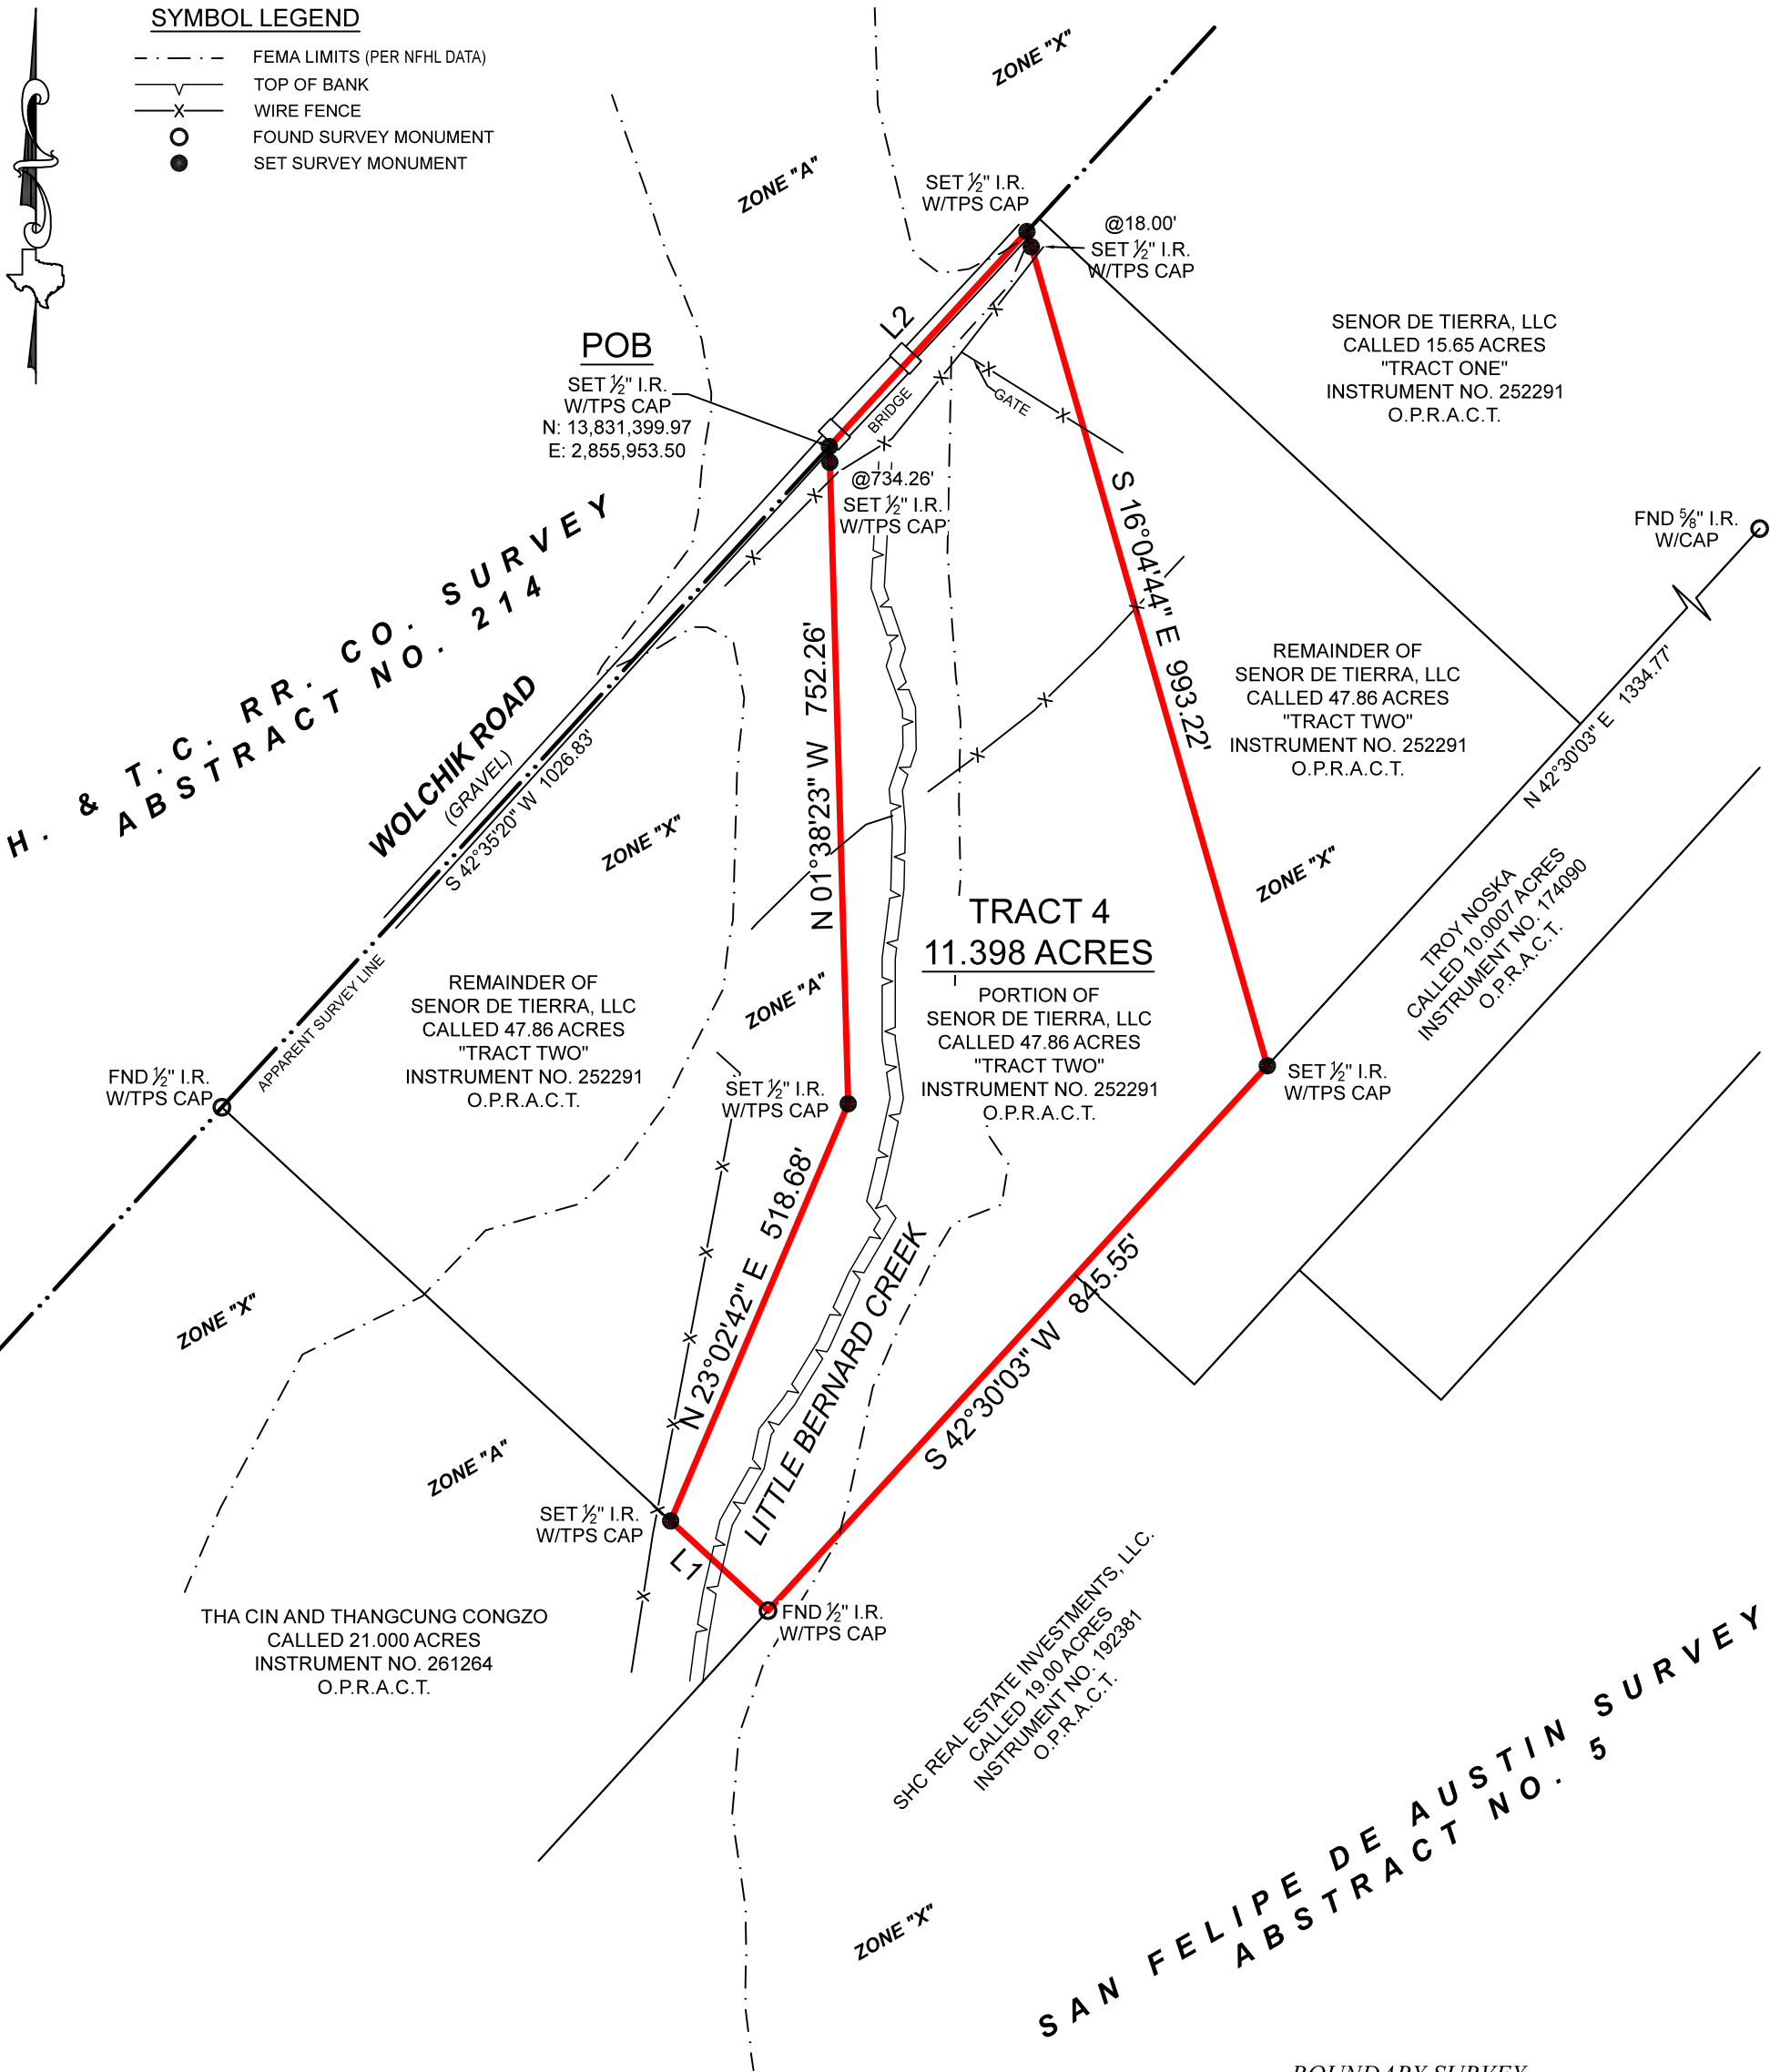 SYMBOL LEGEND
FEMA LIMITS (PER NFHL DATA)
TOP OF BANK
X
WIRE FENCE
FOUND SURVEY MONUMENT
SET SURVEY MONUMENT
ZONE "X"
ZONE "A"
SET ½" I.R.
W/TPS CAP
@18.00'
SET ½" I.R.
W/TPS CAP
L2
POB
SET ½" I.R.
W/TPS CAP
N: 13,831,399.97
E: 2,855,953.50
BRIDGE
GATE
SENOR DE TIERRA, LLC
CALLED 15.65 ACRES
"TRACT ONE"
INSTRUMENT NO. 252291
O.P.R.A.C.T.
@734.26'
SET ½" I.R.
W/TPS CAP
S 16°04'44" E 993.22'
FND ⅝" I.R.
W/CAP
H. & T.C. RR. CO. SURVEY
ABSTRACT NO. 214
WOLCHIK ROAD
(GRAVEL)
S 42°35'20" W 1026.83'
N 01°38'23" W 752.26'
REMAINDER OF
SENOR DE TIERRA, LLC
CALLED 47.86 ACRES
"TRACT TWO"
INSTRUMENT NO. 252291
O.P.R.A.C.T.
N 42°30'03" E 1334.77'
ZONE "X"
ZONE "X"
TROY NOSKA
CALLED 10.0007 ACRES
INSTRUMENT NO. 174090
O.P.R.A.C.T.
TRACT 4
11.398 ACRES
PORTION OF
SENOR DE TIERRA, LLC
CALLED 47.86 ACRES
"TRACT TWO"
INSTRUMENT NO. 252291
O.P.R.A.C.T.
ZONE "A"
REMAINDER OF
SENOR DE TIERRA, LLC
CALLED 47.86 ACRES
"TRACT TWO"
INSTRUMENT NO. 252291
O.P.R.A.C.T.
APPARENT SURVEY LINE
FND ½" I.R.
W/TPS CAP
SET ½" I.R.
W/TPS CAP
SET ½" I.R.
W/TPS CAP
N 23°02'42" E 518.68'
LITTLE BERNARD CREEK
S 42°30'03" W 845.55'
ZONE "X"
ZONE "A"
SET ½" I.R.
W/TPS CAP
L1
FND ½" I.R.
W/TPS CAP
THA CIN AND THANGCUNG CONGZO
CALLED 21.000 ACRES
INSTRUMENT NO. 261264
O.P.R.A.C.T.
SHC REAL ESTATE INVESTMENTS, LLC.
CALLED 19.00 ACRES
INSTRUMENT NO. 192381
O.P.R.A.C.T.
ZONE "X"
SAN FELIPE DE AUSTIN SURVEY
ABSTRACT NO. 5
BOUNDARY SURVEY